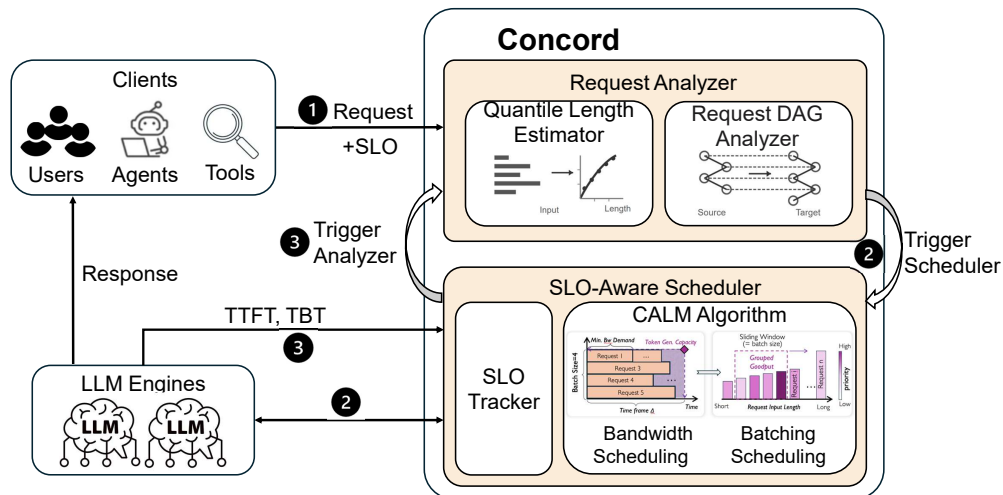 Concord
Clients
Users
Agents
Tools
1 Request
+SLO
Request Analyzer
Quantile Length
Estimator
Input
Length
Request DAG
Analyzer
Source
Target
3 Trigger
Analyzer
2 Trigger
Scheduler
Response
TTFT, TBT
3
2
LLM Engines
LLM
LLM
SLO-Aware Scheduler
SLO
Tracker
CALM Algorithm
Min. Bw Demand
Token Gen. Capacity
Batch Size=4
Request 1
...
Request 3
Request 4
...
Request 5
Time
Time frame Δ
Bandwidth
Scheduling
Sliding Window
(= batch size)
Grouped
Goodput
Request i
...
Request n
Short
Request Input Length
Long
High
priority
Low
Batching
Scheduling